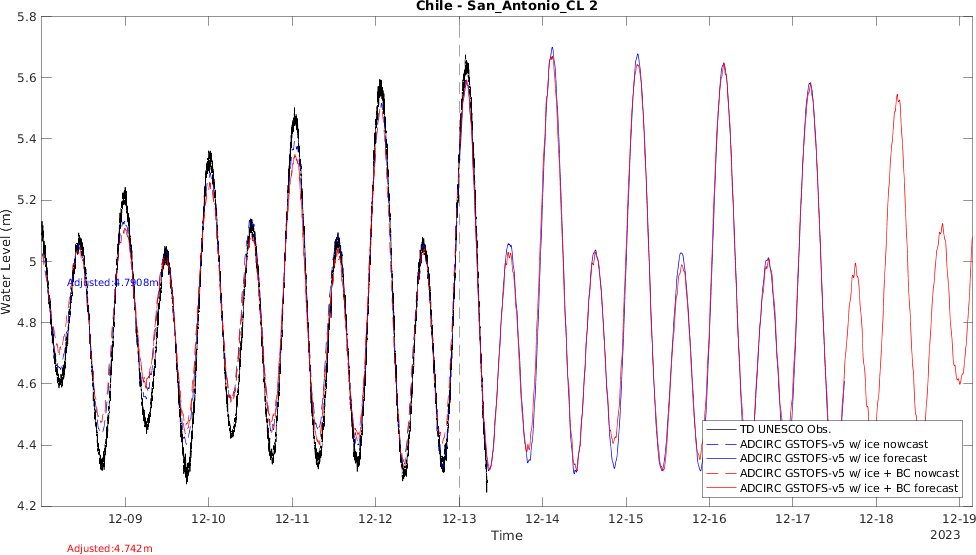 Chile - San_Antonio_CL 2
5.8
5.6
5.4
5.2
5
4.8
4.6
4.4
4.2
Water Level (m)
Adjusted:4.7908m
TD UNESCO Obs.
ADCIRC GSTOFS-v5 w/ ice nowcast
ADCIRC GSTOFS-v5 w/ ice forecast
ADCIRC GSTOFS-v5 w/ ice + BC nowcast
ADCIRC GSTOFS-v5 w/ ice + BC forecast
12-09 12-10 12-11 12-12 12-13 12-14 12-15 12-16 12-17 12-18 12-19
Time
2023
Adjusted:4.742m